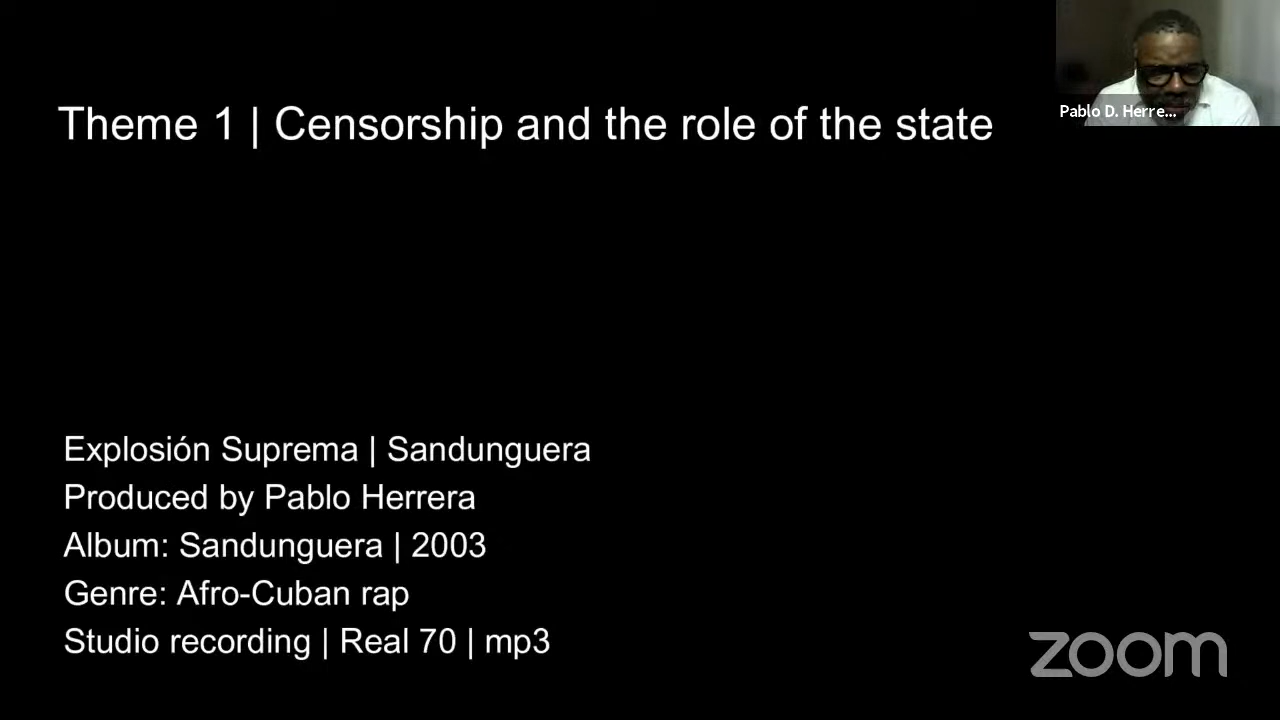 Theme 1 | Censorship and the role of the state
Pablo D. Herre...
Explosión Suprema | Sandunguera
Produced by Pablo Herrera
Album: Sandunguera | 2003
Genre: Afro-Cuban rap
Studio recording | Real 70 | mp3
zoom